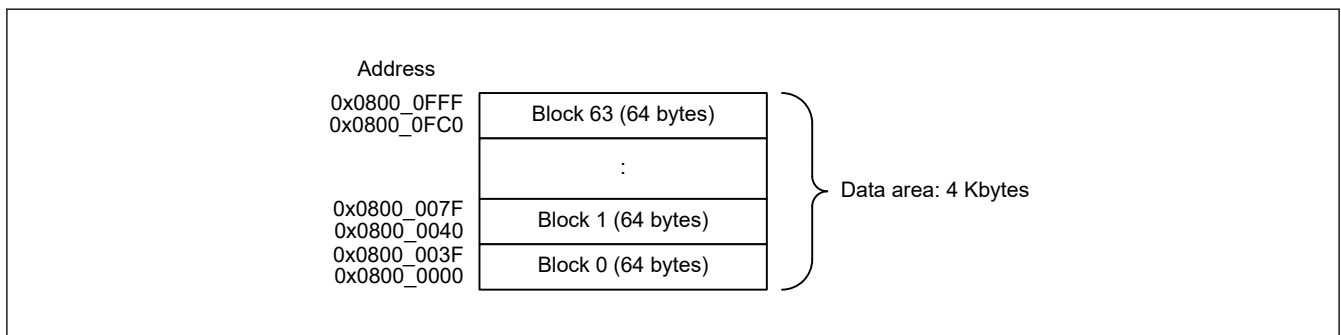 Address
0x0800_0FFF
0x0800_0FC0
Block 63 (64 bytes)
:
Data area: 4 Kbytes
0x0800_007F
0x0800_0040
Block 1 (64 bytes)
0x0800_003F
0x0800_0000
Block 0 (64 bytes)